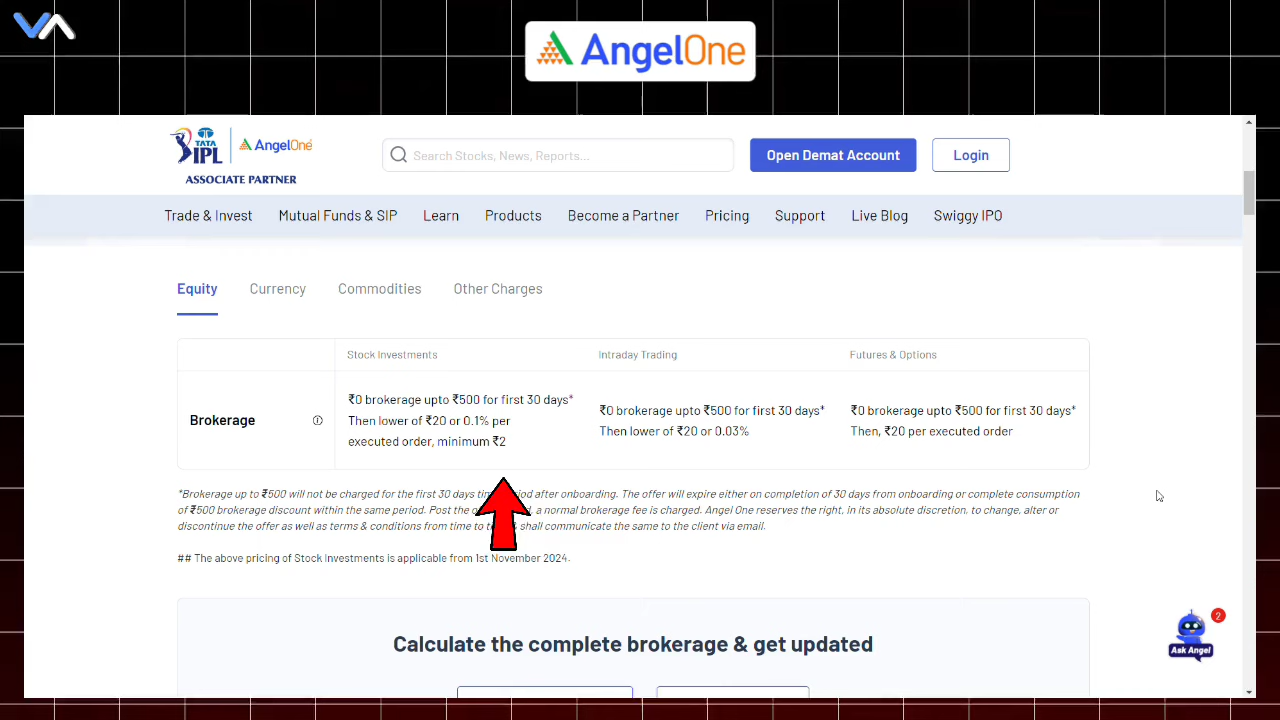 VA
AngelOne
TATA
IPL
AngelOne
ASSOCIATE PARTNER
Search Stocks, News, Reports...
Open Demat Account
Login
Trade & Invest
Mutual Funds & SIP
Learn
Products
Become a Partner
Pricing
Support
Live Blog
Swiggy IPO
Equity
Currency
Commodities
Other Charges
Stock Investments
Intraday Trading
Futures & Options
Brokerage
₹0 brokerage upto ₹500 for first 30 days*
Then lower of ₹20 or 0.1% per
executed order, minimum ₹2
₹0 brokerage upto ₹500 for first 30 days*
Then lower of ₹20 or 0.03%
₹0 brokerage upto ₹500 for first 30 days*
Then, ₹20 per executed order
*Brokerage up to ₹500 will not be charged for the first 30 days period after onboarding. The offer will expire either on completion of 30 days from onboarding or complete consumption
of ₹500 brokerage discount within the same period. Post the a normal brokerage fee is charged. Angel One reserves the right, in its absolute discretion, to change, alter or
discontinue the offer as well as terms & conditions from time to shall communicate the same to the client via email.
## The above pricing of Stock Investments is applicable from 1st November 2024.
Calculate the complete brokerage & get updated
2
Ask Angel